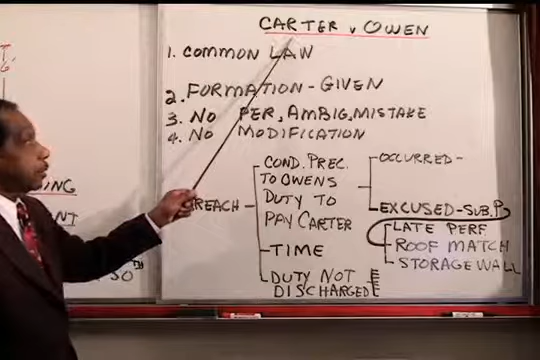 CARTER v OWEN
1. COMMON LAW
2. FORMATION - GIVEN
3. NO PER, AMBIG, MISTAKE
4. NO MODIFICATION
COND. PREC.
TO OWENS
DUTY TO
PAY CARTER
TIME
DUTY NOT
DISCHARGED
OCCURRED-
EXCUSED-SUB.P
LATE PERF
ROOF MATCH
STORAGE WALL